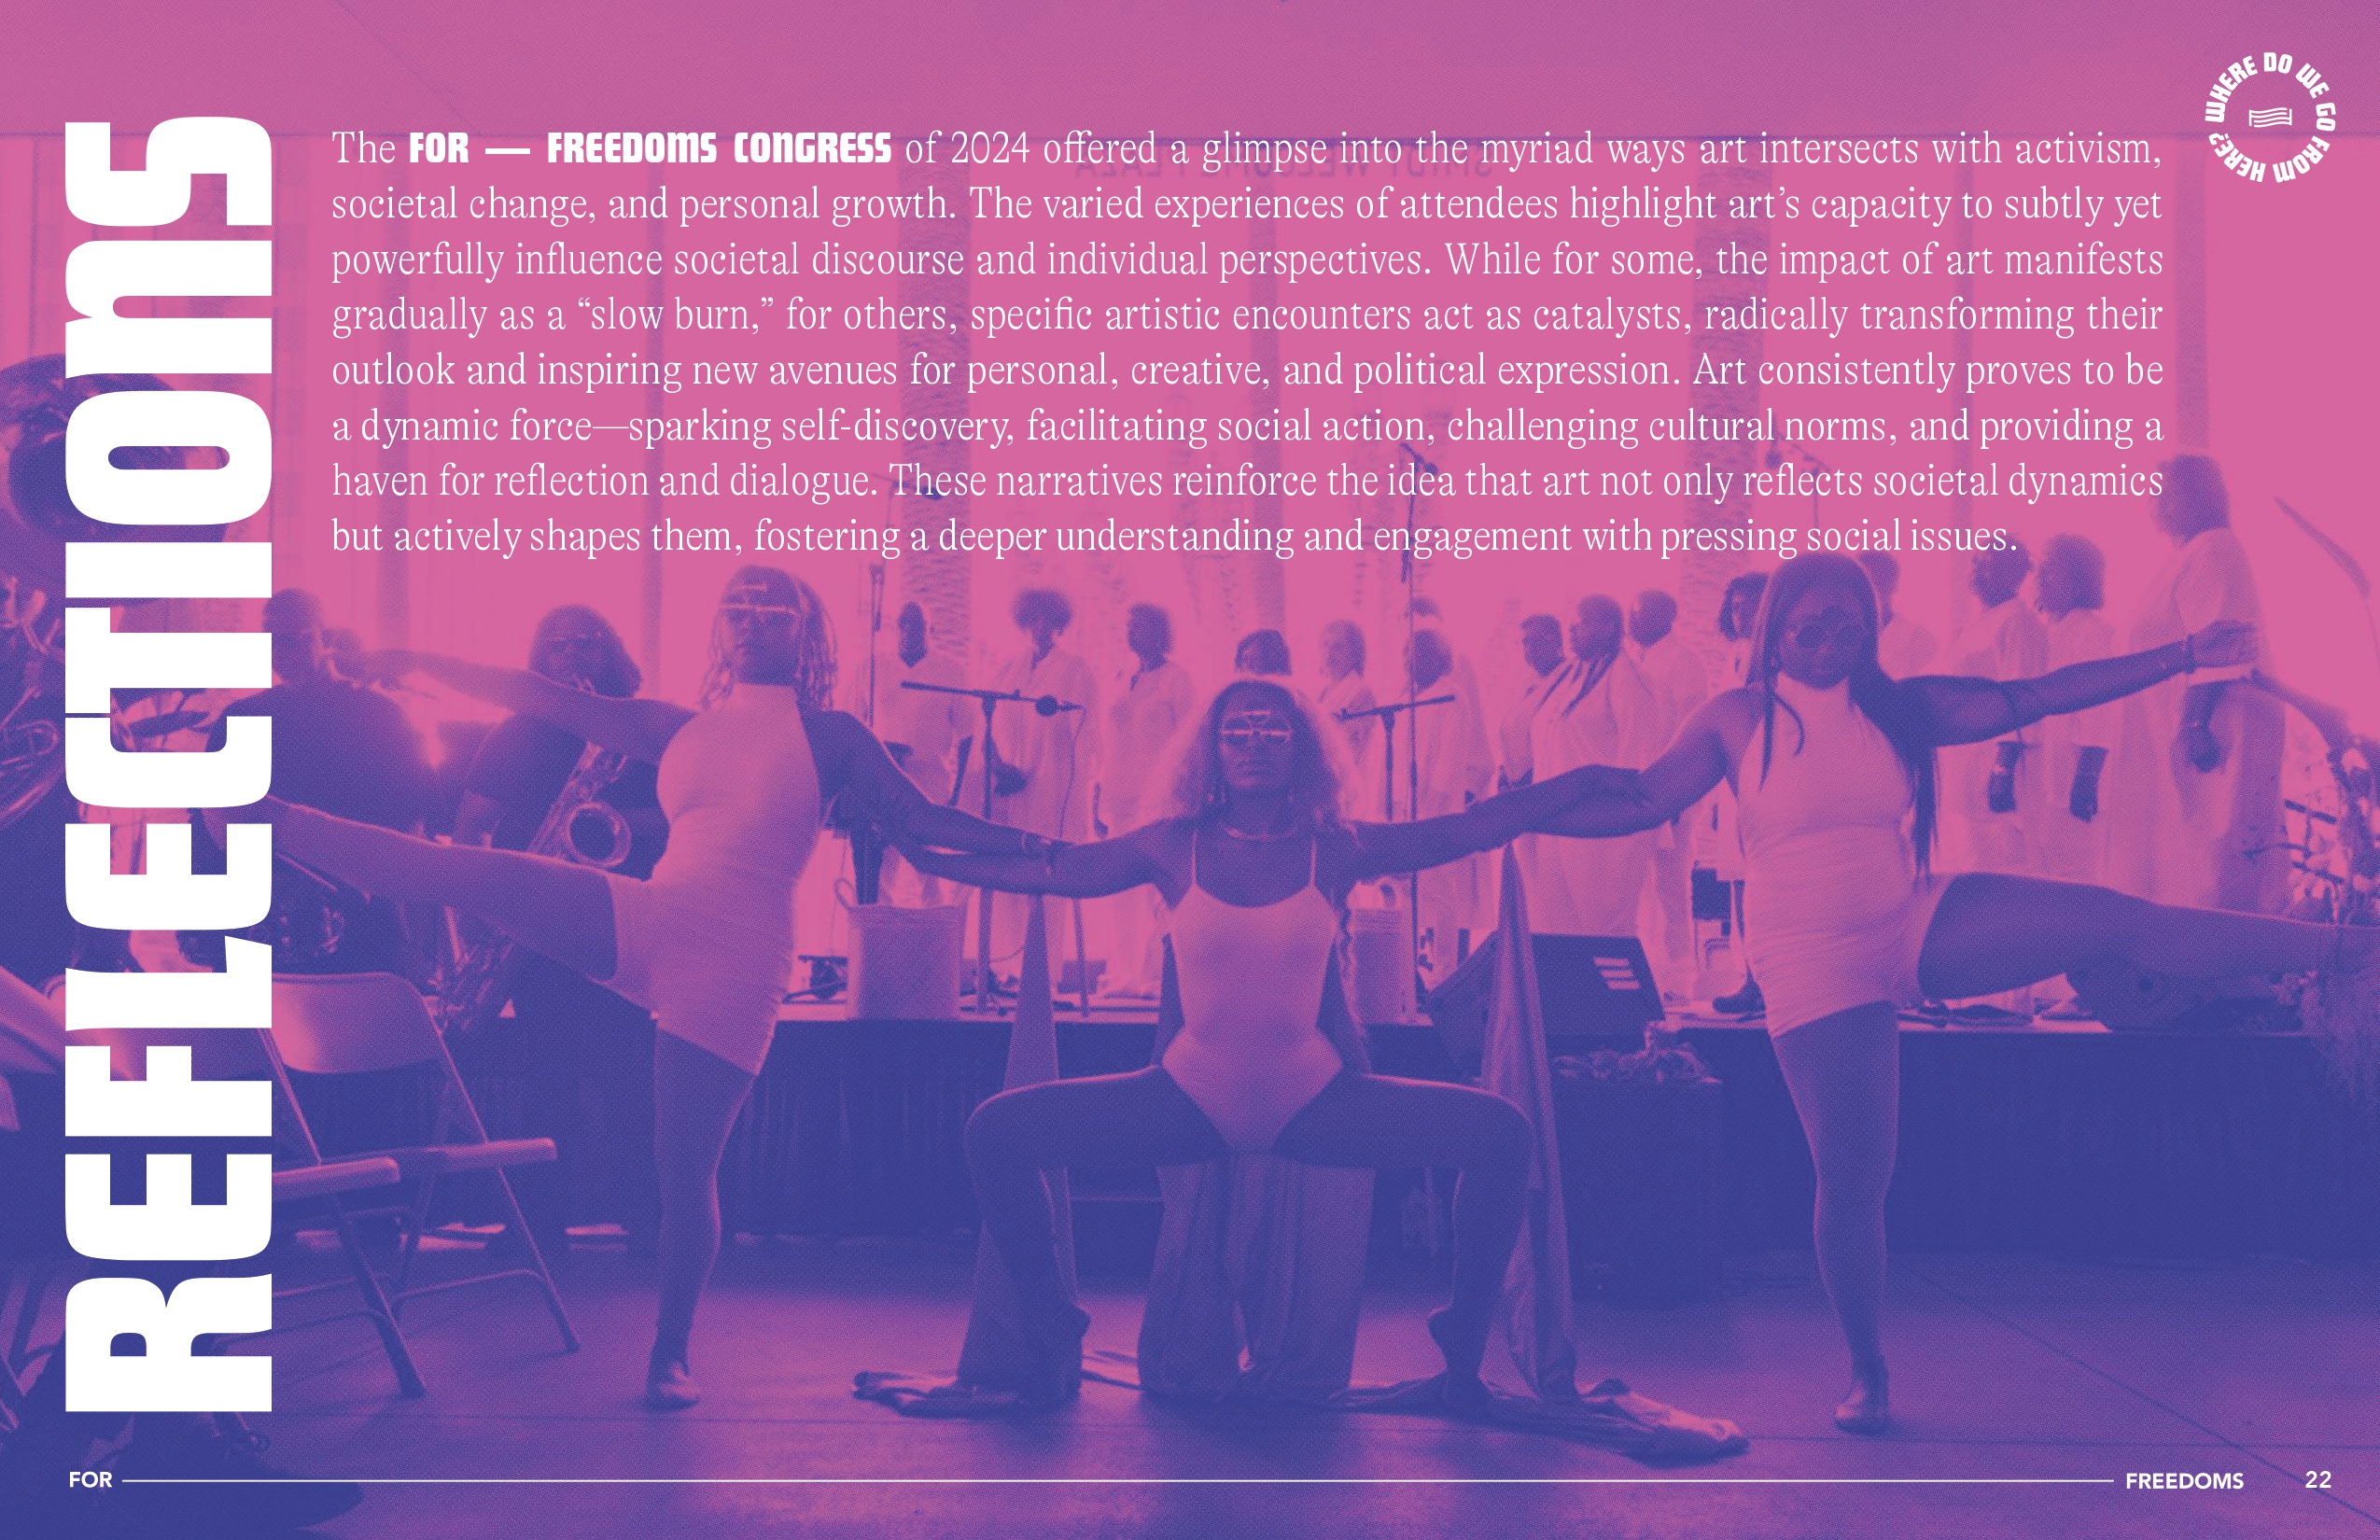 REFLECTIONS
The FOR — FREEDOMS CONGRESS of 2024 offered a glimpse into the myriad ways art intersects with activism,
societal change, and personal growth. The varied experiences of attendees highlight art’s capacity to subtly yet
powerfully influence societal discourse and individual perspectives. While for some, the impact of art manifests
gradually as a “slow burn,” for others, specific artistic encounters act as catalysts, radically transforming their
outlook and inspiring new avenues for personal, creative, and political expression. Art consistently proves to be
a dynamic force—sparking self-discovery, facilitating social action, challenging cultural norms, and providing a
haven for reflection and dialogue. These narratives reinforce the idea that art not only reflects societal dynamics
but actively shapes them, fostering a deeper understanding and engagement with pressing social issues.
WHERE DO WE GO FROM HERE?
FOR
FREEDOMS 22